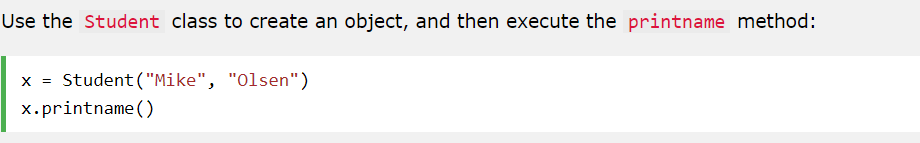 Use the Student class to create an object, and then execute the printname method:
x = Student("Mike", "Olsen")
x.printname()